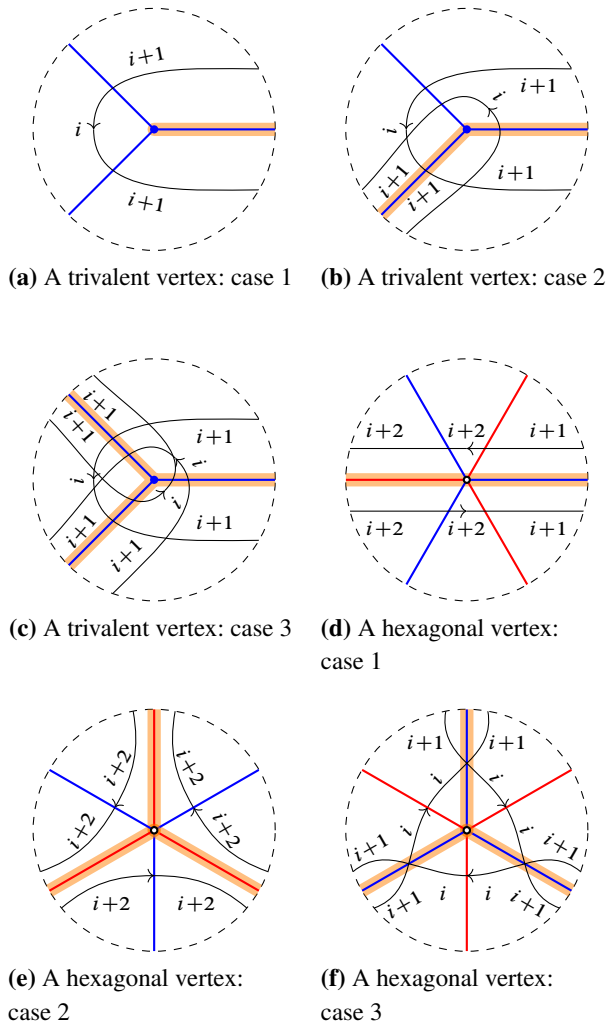 i+1
i
i+1
i
i+1
i
i+1
i+1
i+1
(a) A trivalent vertex: case 1
(b) A trivalent vertex: case 2
i+1
i+1
i+1
i
i
i
i+1
i+1
i+1
i+2
i+2
i+1
i+2
i+2
i+1
(c) A trivalent vertex: case 3
(d) A hexagonal vertex:
case 1
i+2
i+2
i+2
i+2
i+2
i+2
i+1
i+1
i
i
i
i
i+1
i+1
i+1
i
i
i+1
(e) A hexagonal vertex:
case 2
(f) A hexagonal vertex:
case 3